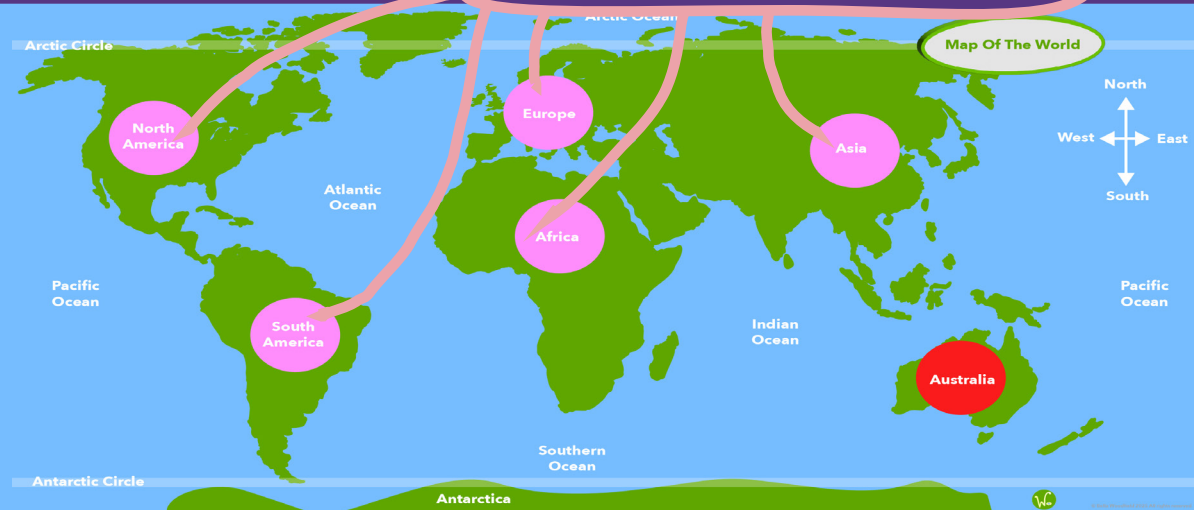 Arctic Ocean
Arctic Circle
Map Of The World
North
West
East
South
North
America
Europe
Asia
Atlantic
Ocean
Africa
Pacific
Ocean
Pacific
Ocean
South
America
Indian
Ocean
Australia
Southern
Ocean
Antarctic Circle
Antarctica